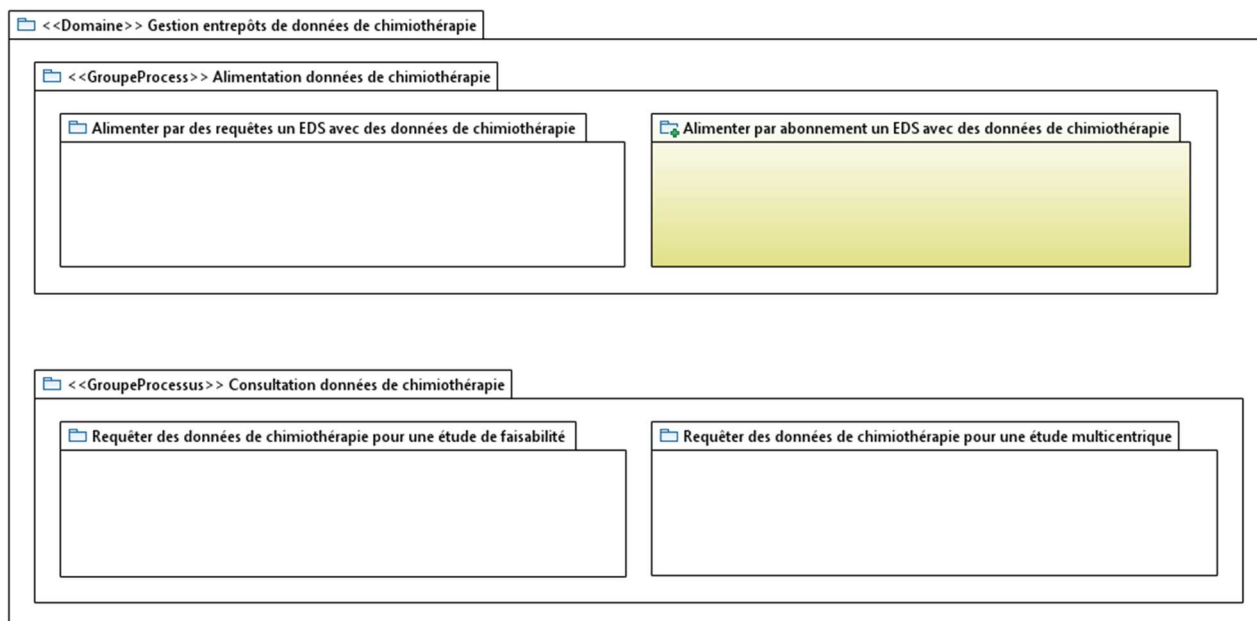 <<Domaine>> Gestion entrepôts de données de chimiothérapie
<<GroupeProcess>> Alimentation données de chimiothérapie
Alimenter par des requêtes un EDS avec des données de chimiothérapie
Alimenter par abonnement un EDS avec des données de chimiothérapie
<<GroupeProcessus>> Consultation données de chimiothérapie
Requêter des données de chimiothérapie pour une étude de faisabilité
Requêter des données de chimiothérapie pour une étude multicentrique